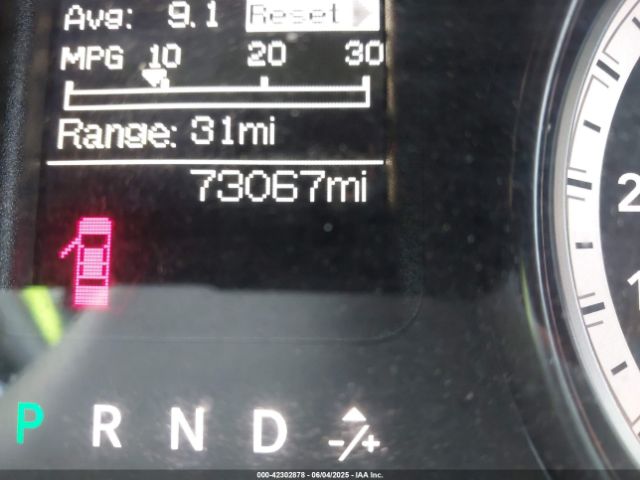 Avg: 9.1 Reset
MPG 10 20 30
Range: 31mi
73067mi
P R N D -/+
000-42302878 - 06/04/2025 - IAA Inc.